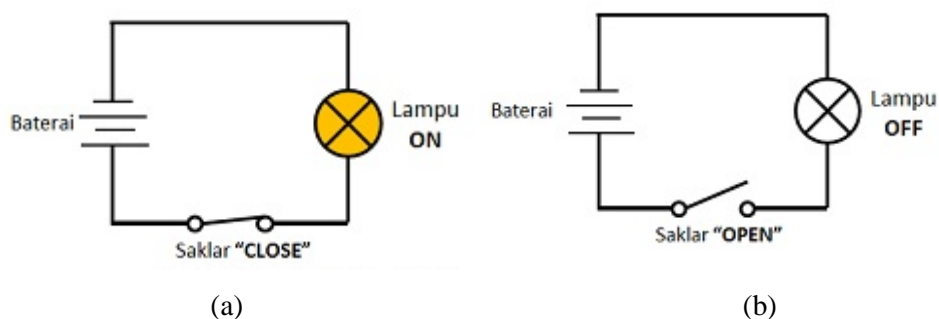 Baterai
Lampu
ON
Saklar "CLOSE"
(a)
Baterai
Lampu
OFF
Saklar "OPEN"
(b)